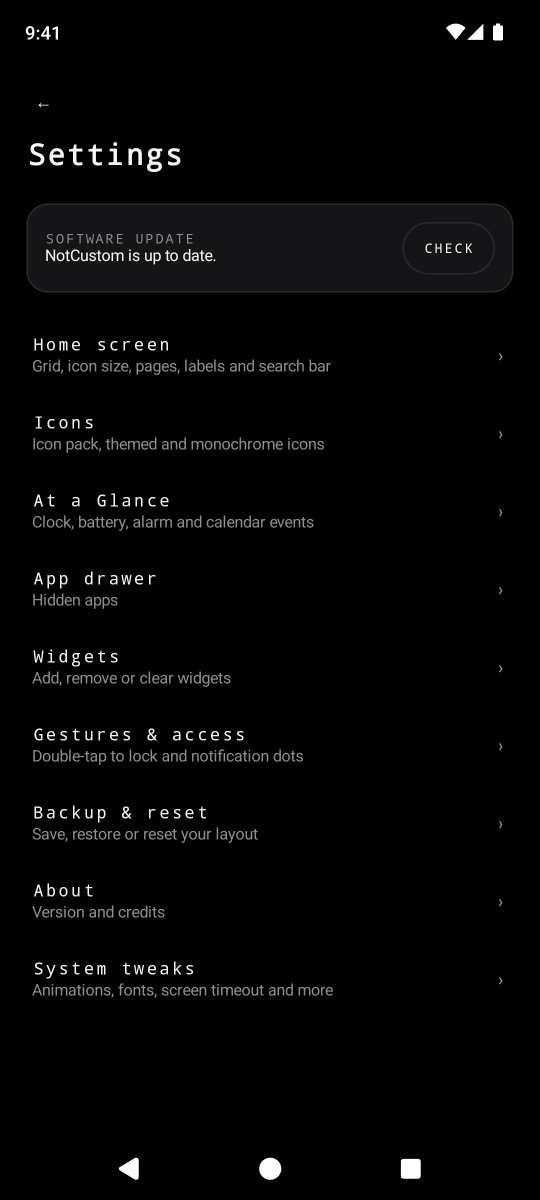 9:41
←
Settings
SOFTWARE UPDATE
NotCustom is up to date.
CHECK
Home screen
Grid, icon size, pages, labels and search bar
›
Icons
Icon pack, themed and monochrome icons
›
At a Glance
Clock, battery, alarm and calendar events
›
App drawer
Hidden apps
›
Widgets
Add, remove or clear widgets
›
Gestures & access
Double-tap to lock and notification dots
›
Backup & reset
Save, restore or reset your layout
›
About
Version and credits
›
System tweaks
Animations, fonts, screen timeout and more
›